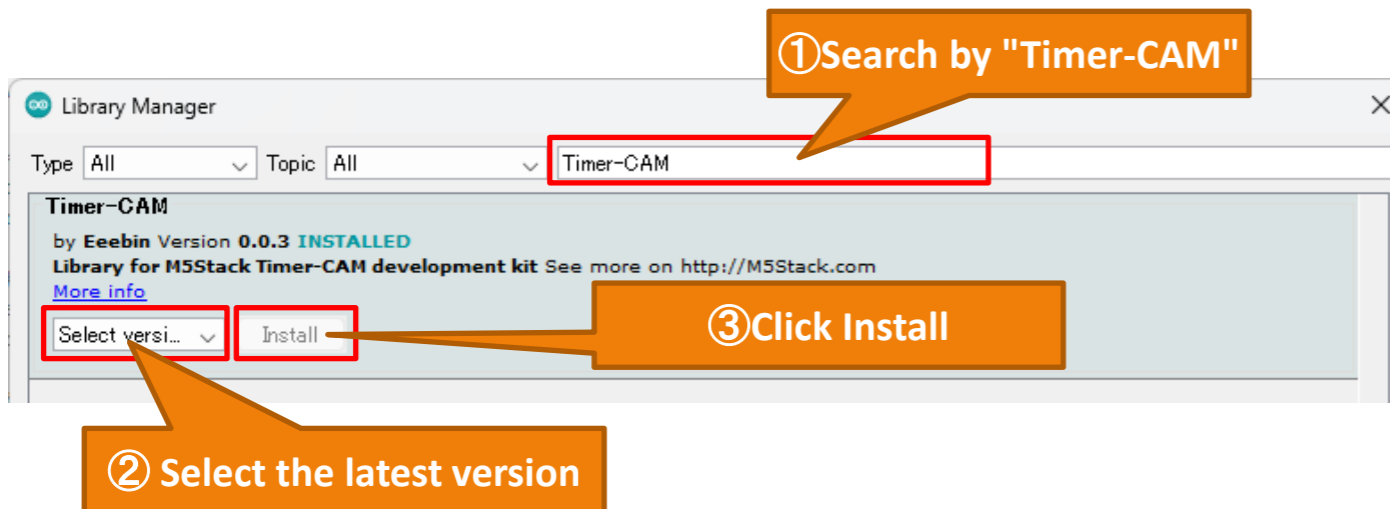 ①Search by "Timer-CAM"
Library Manager
Type All Topic All Timer-CAM
Timer-CAM
by Eeebin Version 0.0.3 INSTALLED
Library for M5Stack Timer-CAM development kit See more on http://M5Stack.com
More info
Select versi... Install
③Click Install
② Select the latest version